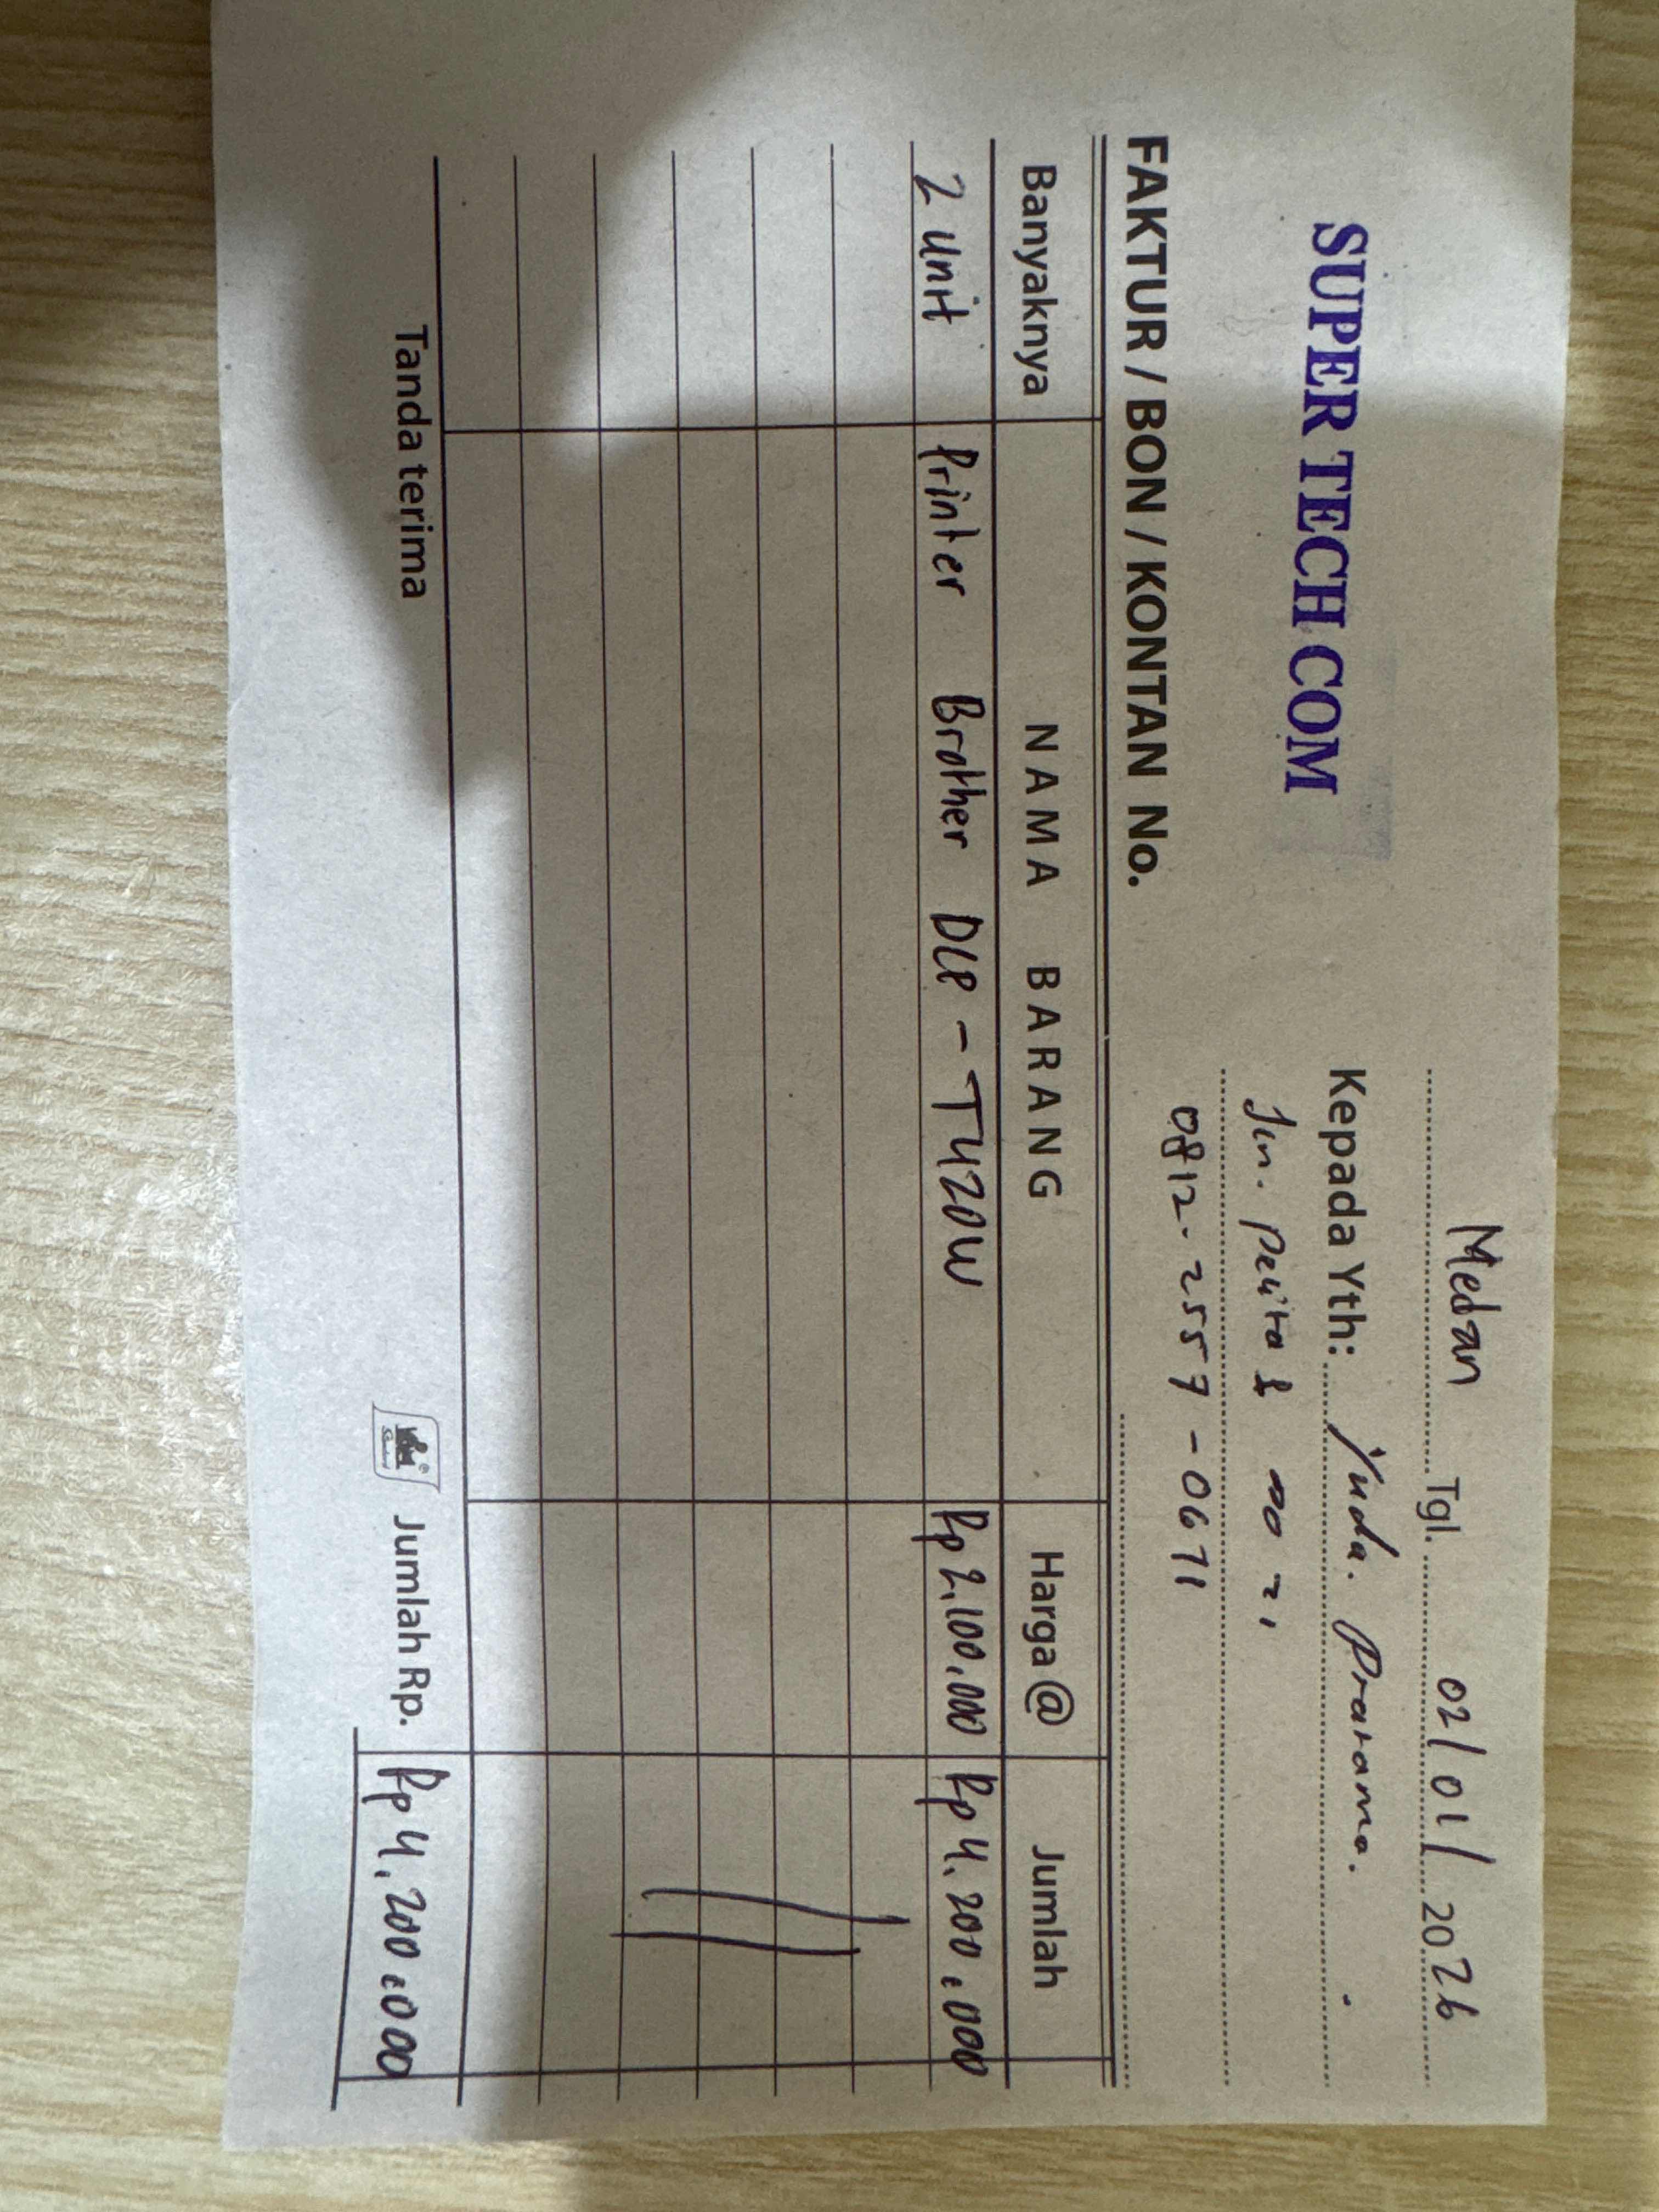 SUPER TECH COM
Medan Tgl. 02/01/2026
Kepada Yth: Yuda. Pratama.
Jln. Pelita I no 21
0812-2557-0671
FAKTUR / BON / KONTAN No.
Banyaknya NAMA BARANG Harga@ Jumlah
2 unit Printer Brother DCP-T420W Rp 2.100.000 Rp 4.200.000
Tanda terima Jumlah Rp. Rp 4.200.000